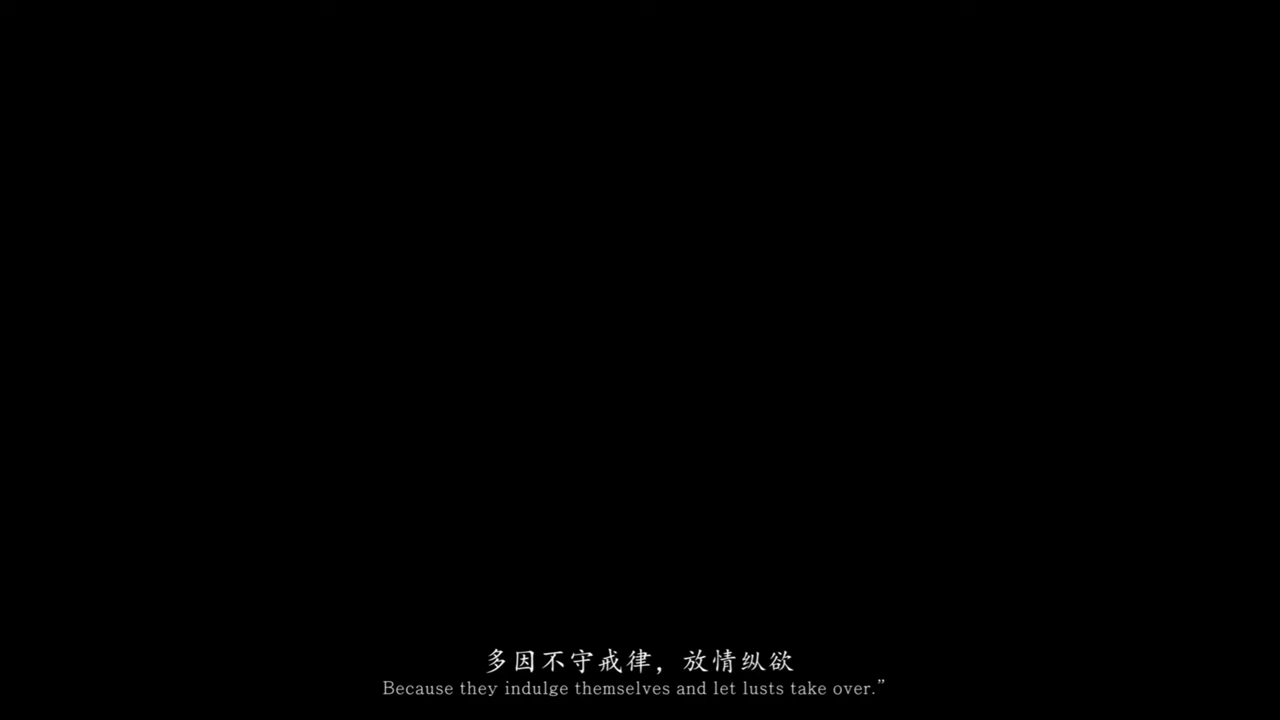 多因不守戒律，放情纵欲
Because they indulge themselves and let lusts take over.”